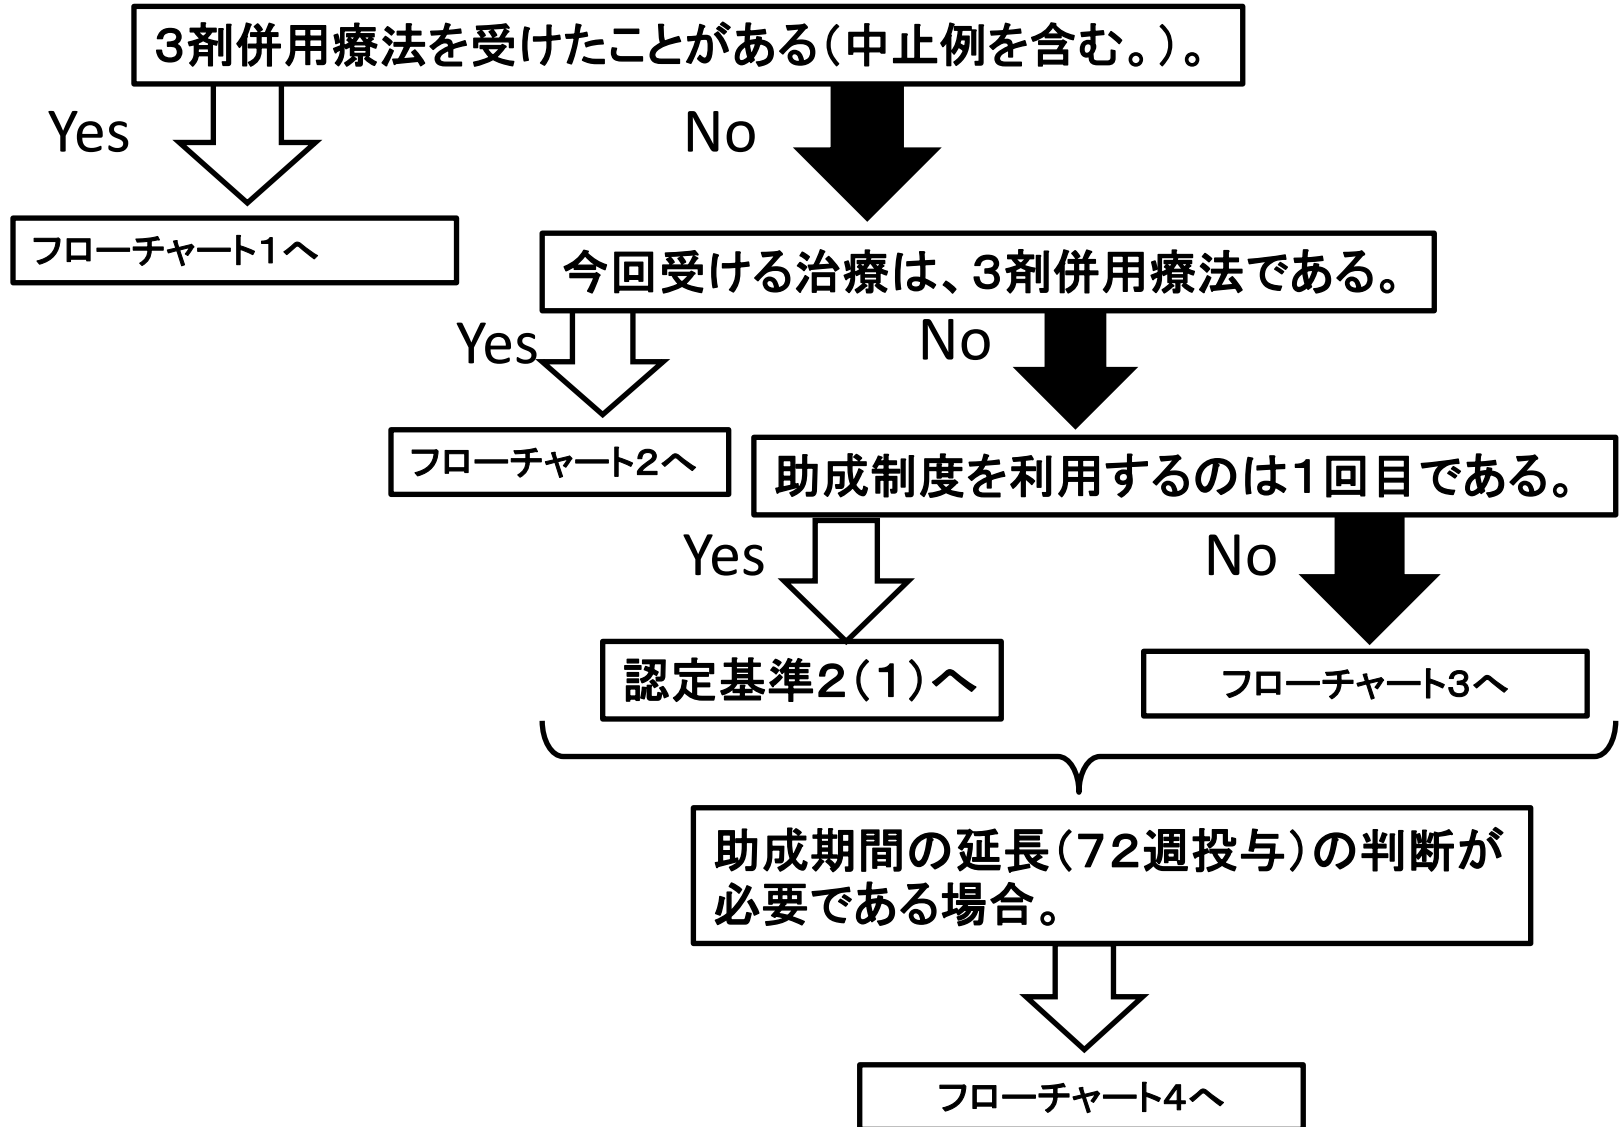 ３剤併用療法を受けたことがある（中止例を含む。）。
Yes
No
フローチャート１へ
今回受ける治療は、３剤併用療法である。
Yes
No
フローチャート２へ
助成制度を利用するのは１回目である。
Yes
No
認定基準２（１）へ
フローチャート３へ
助成期間の延長（７２週投与）の判断が
必要である場合。
フローチャート４へ